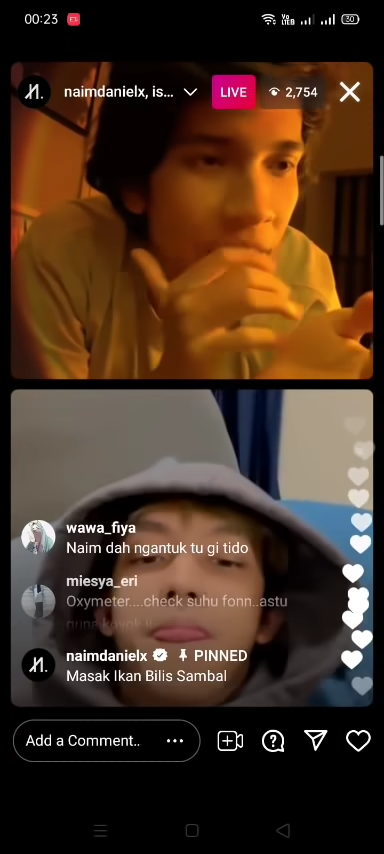 00:23
30
naimdanielx, is...
LIVE
2,754
wawa_fiya
Naim dah ngantuk tu gi tido
miesya_eri
Oxymeter....check suhu fonn..astu
naimdanielx PINNED
Masak Ikan Bilis Sambal
Add a Comment..